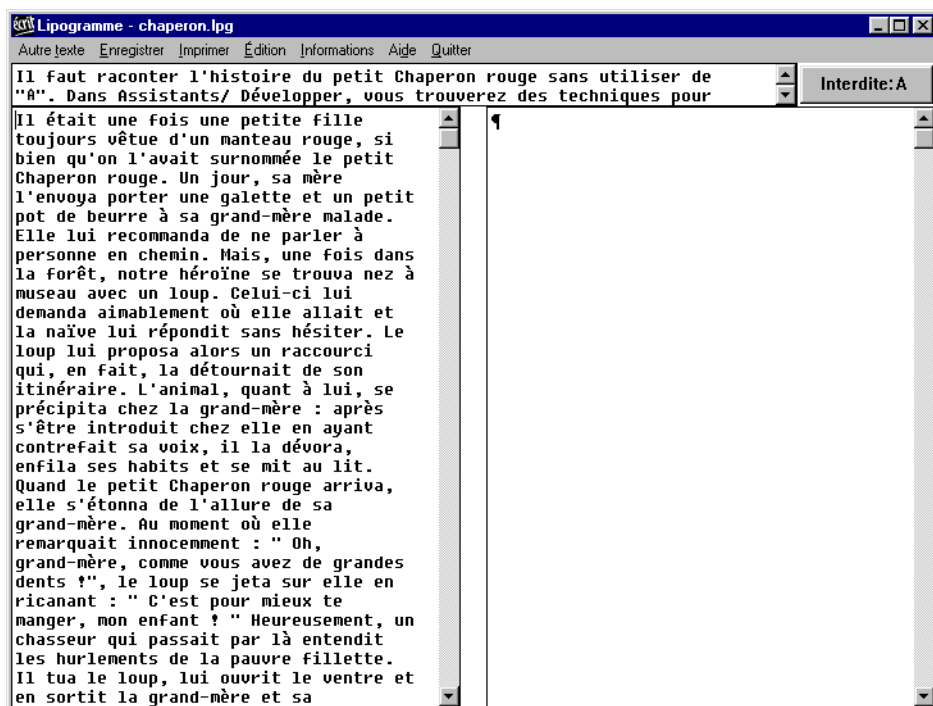 écrit Lipogramme - chaperon.lpg
Autre texte Enregistrer Imprimer Édition Informations Aide Quitter
Il faut raconter l'histoire du petit Chaperon rouge sans utiliser de
"A". Dans Assistants/ Développer, vous trouverez des techniques pour
Interdite: A
Il était une fois une petite fille
toujours vêtue d'un manteau rouge, si
bien qu'on l'avait surnommée le petit
Chaperon rouge. Un jour, sa mère
l'envoya porter une galette et un petit
pot de beurre à sa grand-mère malade.
Elle lui recommanda de ne parler à
personne en chemin. Mais, une fois dans
la forêt, notre héroïne se trouva nez à
museau avec un loup. Celui-ci lui
demanda aimablement où elle allait et
la naïve lui répondit sans hésiter. Le
loup lui proposa alors un raccourci
qui, en fait, la détournait de son
itinéraire. L'animal, quant à lui, se
précipita chez la grand-mère : après
s'être introduit chez elle en ayant
contrefait sa voix, il la dévora,
enfila ses habits et se mit au lit.
Quand le petit Chaperon rouge arriva,
elle s'étonna de l'allure de sa
grand-mère. Au moment où elle
remarquait innocemment : " Oh,
grand-mère, comme vous avez de grandes
dents !", le loup se jeta sur elle en
ricanant : " C'est pour mieux te
manger, mon enfant ! " Heureusement, un
chasseur qui passait par là entendit
les hurlements de la pauvre fillette.
Il tua le loup, lui ouvrit le ventre et
en sortit la grand-mère et sa
¶